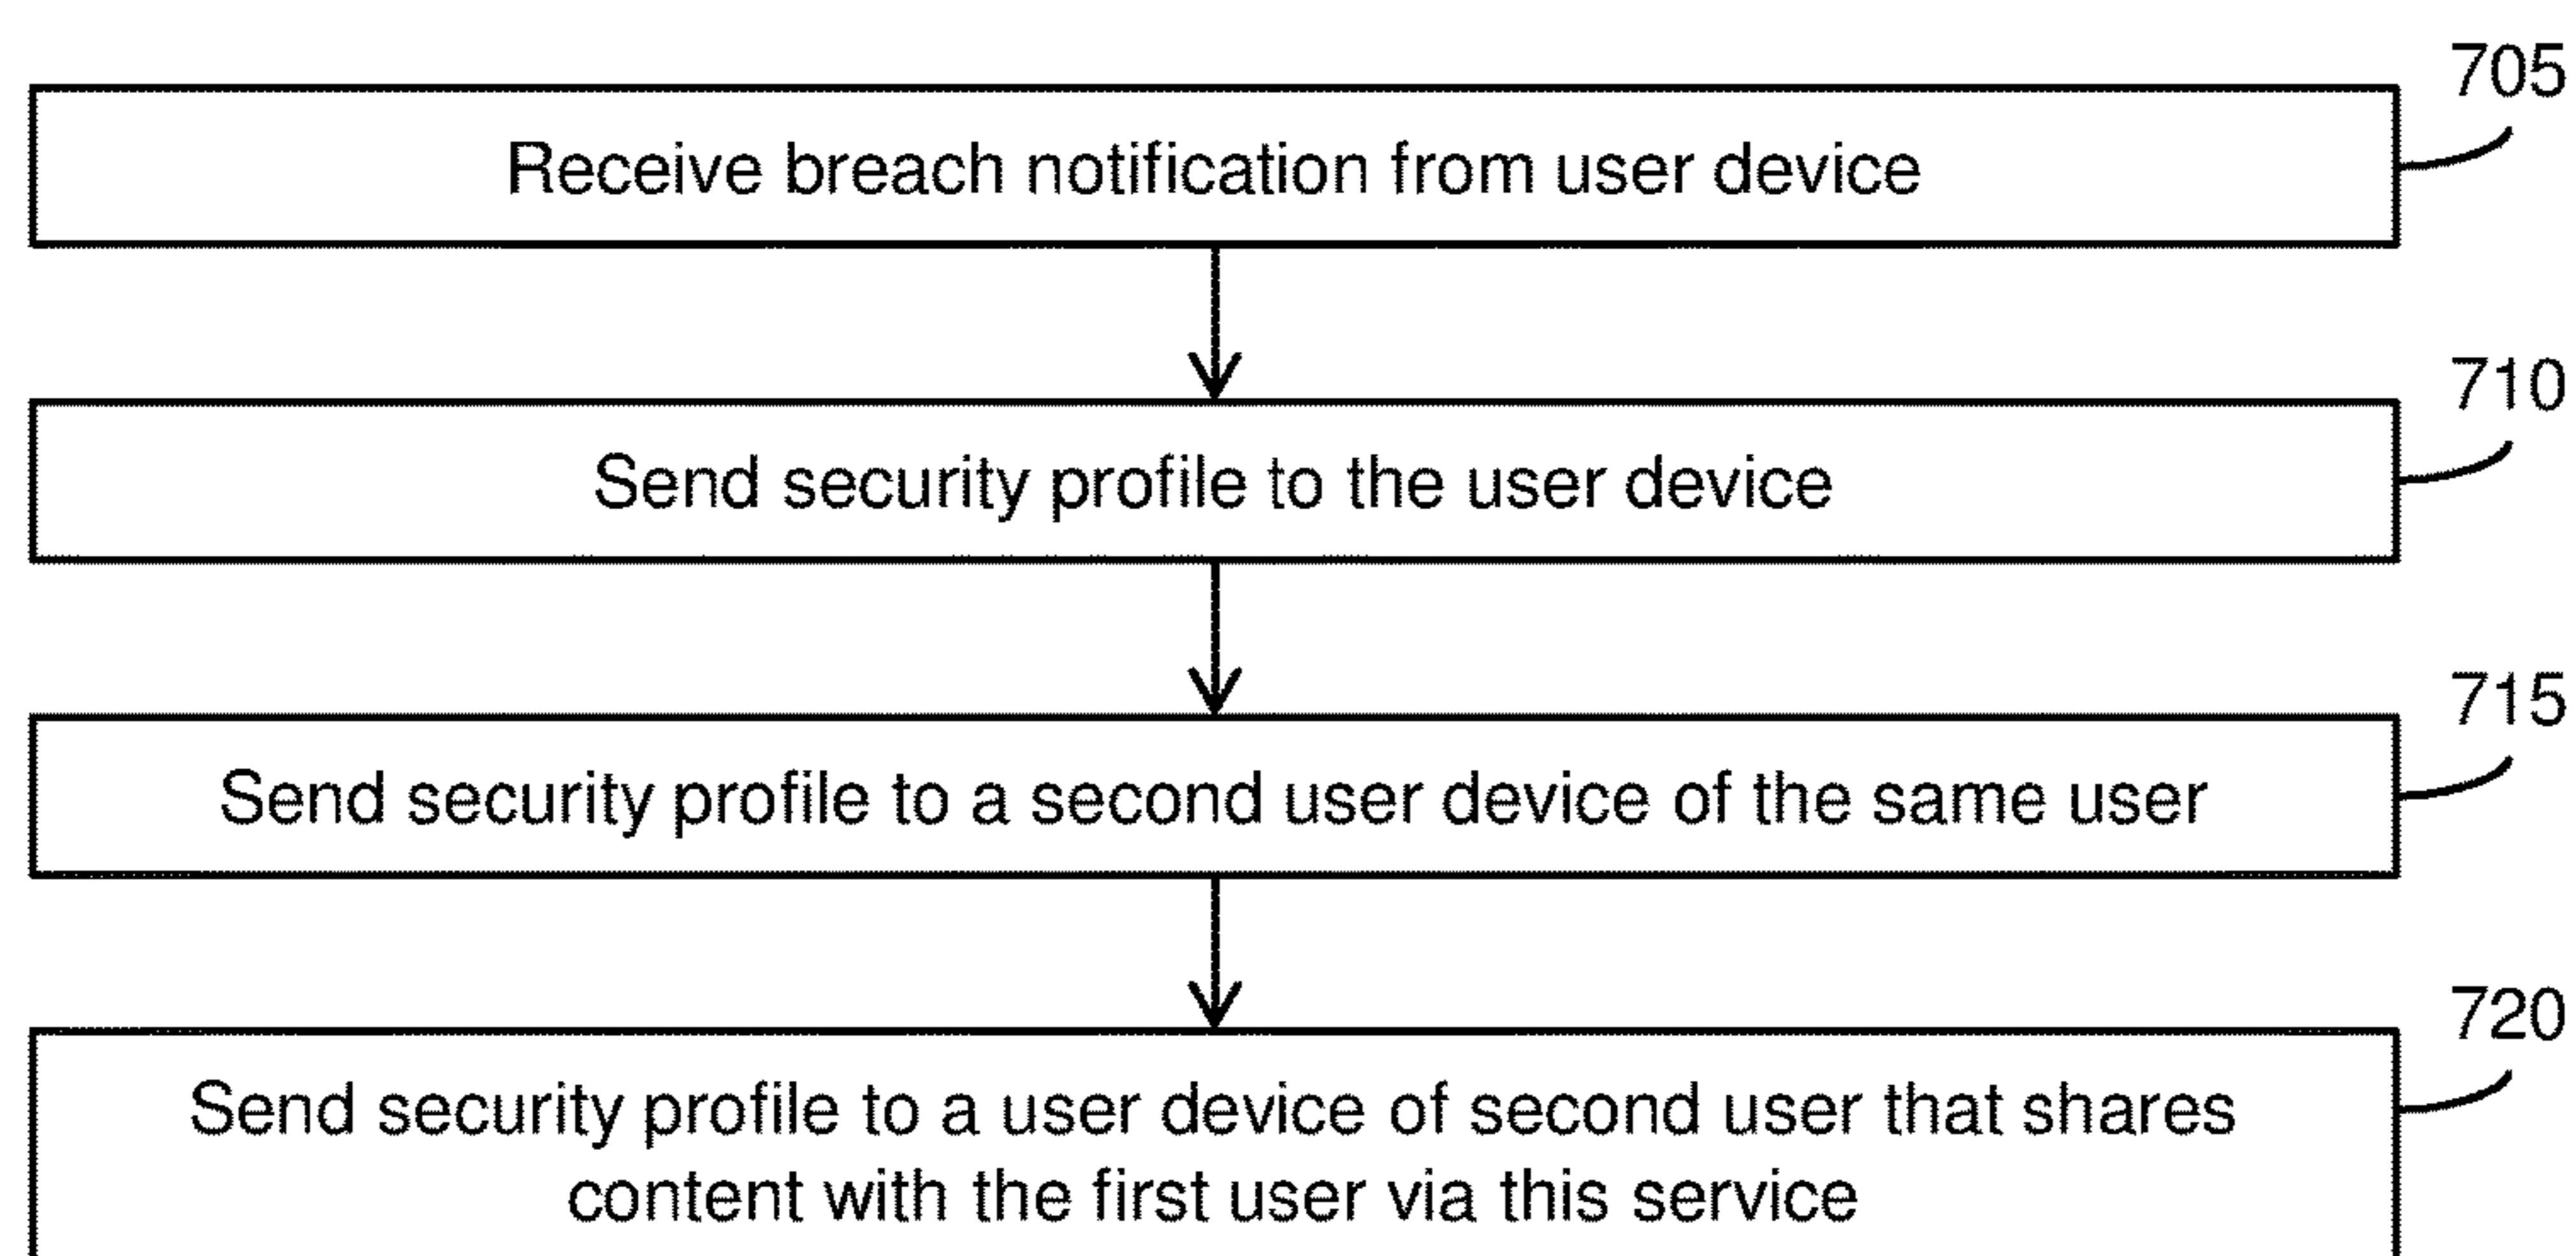 705
Receive breach notification from user device
710
Send security profile to the user device
715
Send security profile to a second user device of the same user
720
Send security profile to a user device of second user that shares
content with the first user via this service